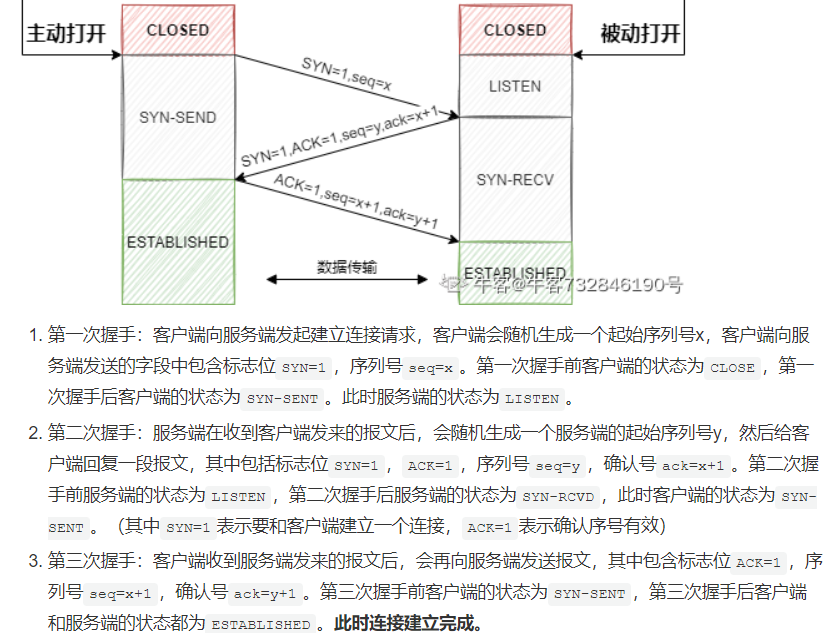 主动打开
CLOSED
CLOSED
被动打开
SYN=1,seq=x
LISTEN
SYN-SEND
SYN=1,ACK=1,seq=y,ack=x+1
ACK=1,seq=x+1,ack=y+1
SYN-RECV
ESTABLISHED
数据传输
ESTABLISHED
牛客@牛客732846190号
1. 第一次握手：客户端向服务端发起建立连接请求，客户端会随机生成一个起始序列号x，客户端向服
务端发送的字段中包含标志位 SYN=1 ，序列号 seq=x 。第一次握手前客户端的状态为 CLOSE ，第一
次握手后客户端的状态为 SYN-SENT 。此时服务端的状态为 LISTEN 。
2. 第二次握手：服务端在收到客户端发来的报文后，会随机生成一个服务端的起始序列号y，然后给客
户端回复一段报文，其中包括标志位 SYN=1 ， ACK=1 ，序列号 seq=y ，确认号 ack=x+1 。第二次握
手前服务端的状态为 LISTEN ，第二次握手后服务端的状态为 SYN-RCVD ，此时客户端的状态为 SYN-
SENT 。（其中 SYN=1 表示要和客户端建立一个连接， ACK=1 表示确认序号有效）
3. 第三次握手：客户端收到服务端发来的报文后，会再向服务端发送报文，其中包含标志位 ACK=1 ，序
列号 seq=x+1 ，确认号 ack=y+1 。第三次握手前客户端的状态为 SYN-SENT ，第三次握手后客户端
和服务端的状态都为 ESTABLISHED 。此时连接建立完成。